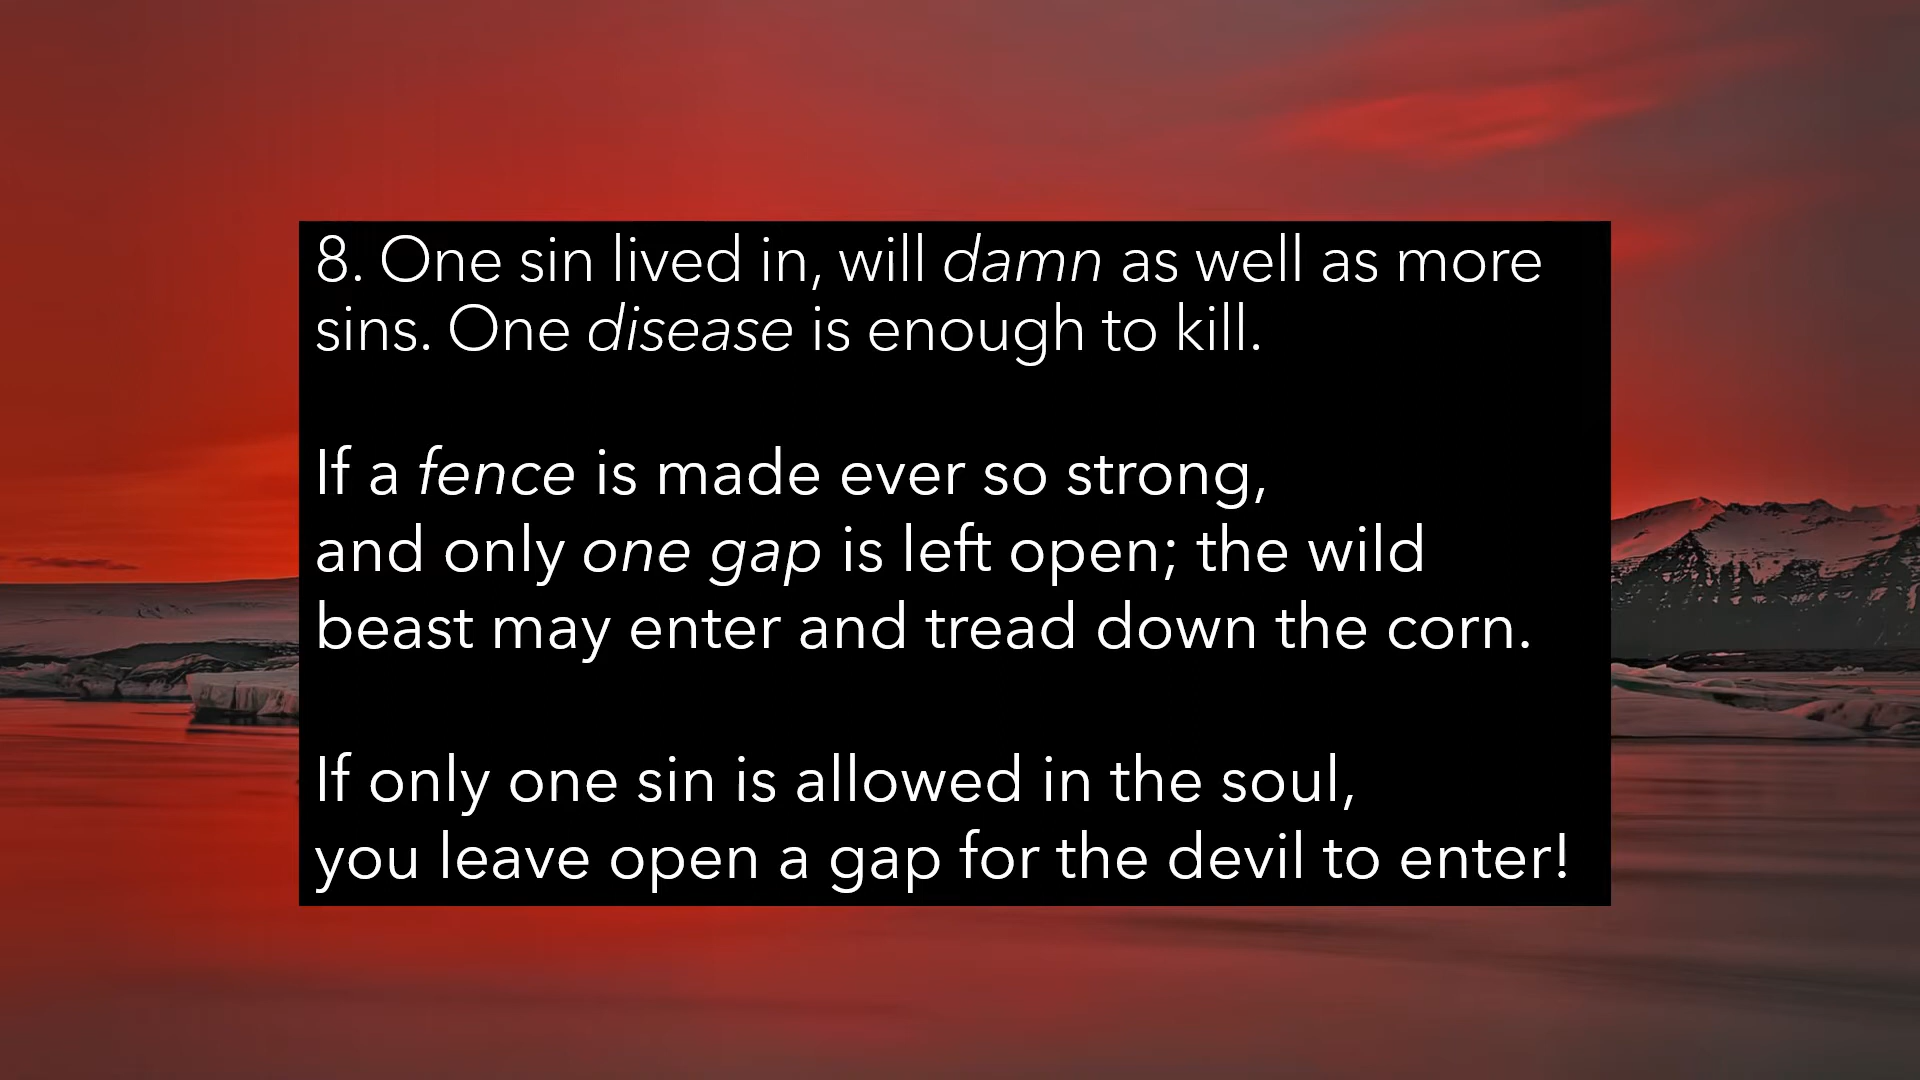 8. One sin lived in, will damn as well as more
sins. One disease is enough to kill.
If a fence is made ever so strong,
and only one gap is left open; the wild
beast may enter and tread down the corn.
If only one sin is allowed in the soul,
you leave open a gap for the devil to enter!